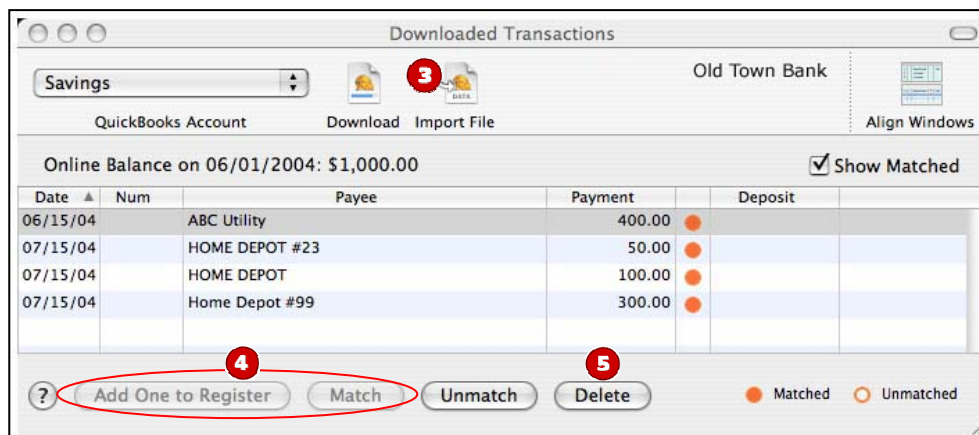 Downloaded Transactions
Savings
3
DATA
Old Town Bank
QuickBooks Account Download Import File Align Windows
Online Balance on 06/01/2004: $1,000.00 Show Matched
Date Num Payee Payment Deposit
06/15/04 ABC Utility 400.00
07/15/04 HOME DEPOT #23 50.00
07/15/04 HOME DEPOT 100.00
07/15/04 Home Depot #99 300.00
4 5
? Add One to Register Match Unmatch Delete Matched Unmatched